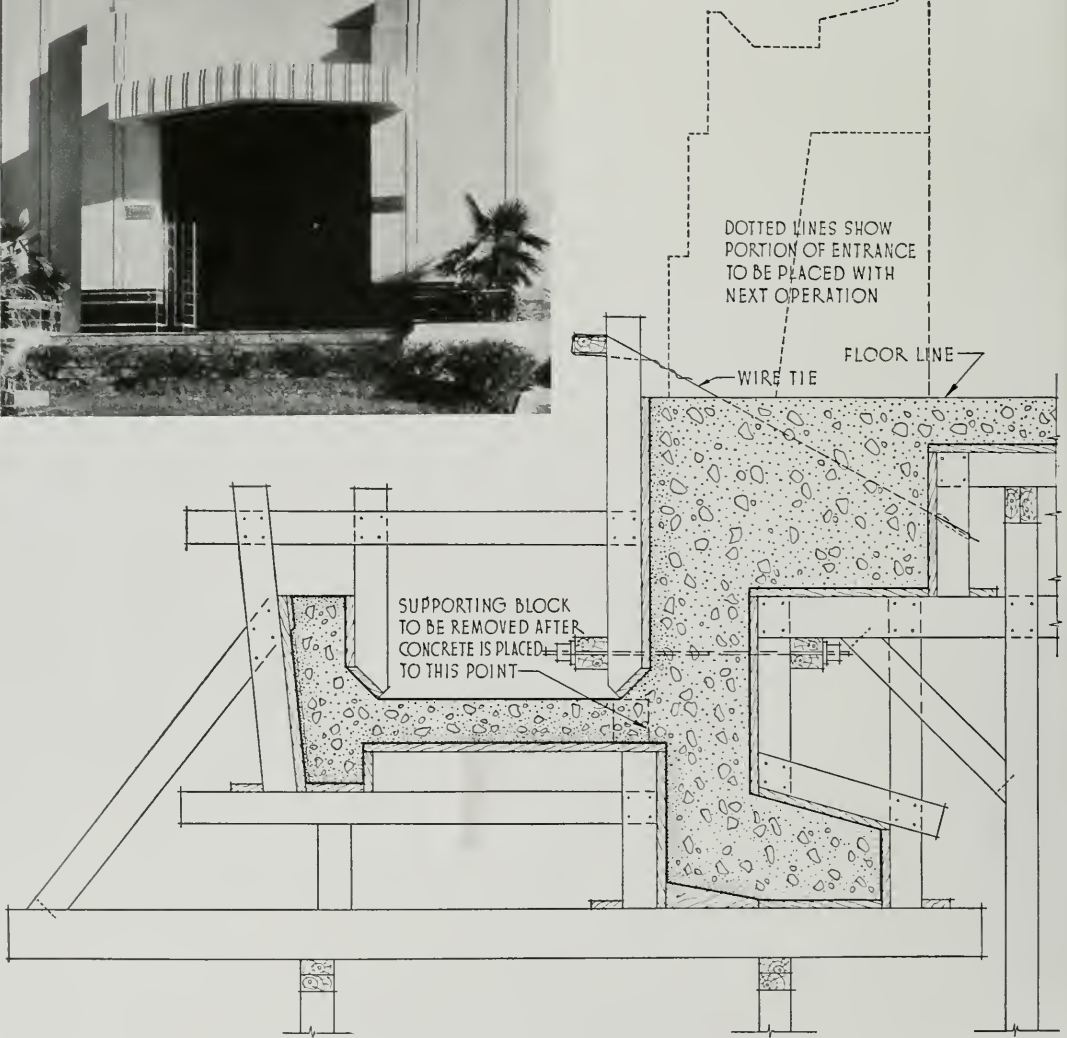 DOTTED LINES SHOW
PORTION OF ENTRANCE
TO BE PLACED WITH
NEXT OPERATION
FLOOR LINE
WIRE TIE
SUPPORTING BLOCK
TO BE REMOVED AFTER
CONCRETE IS PLACED
TO THIS POINT